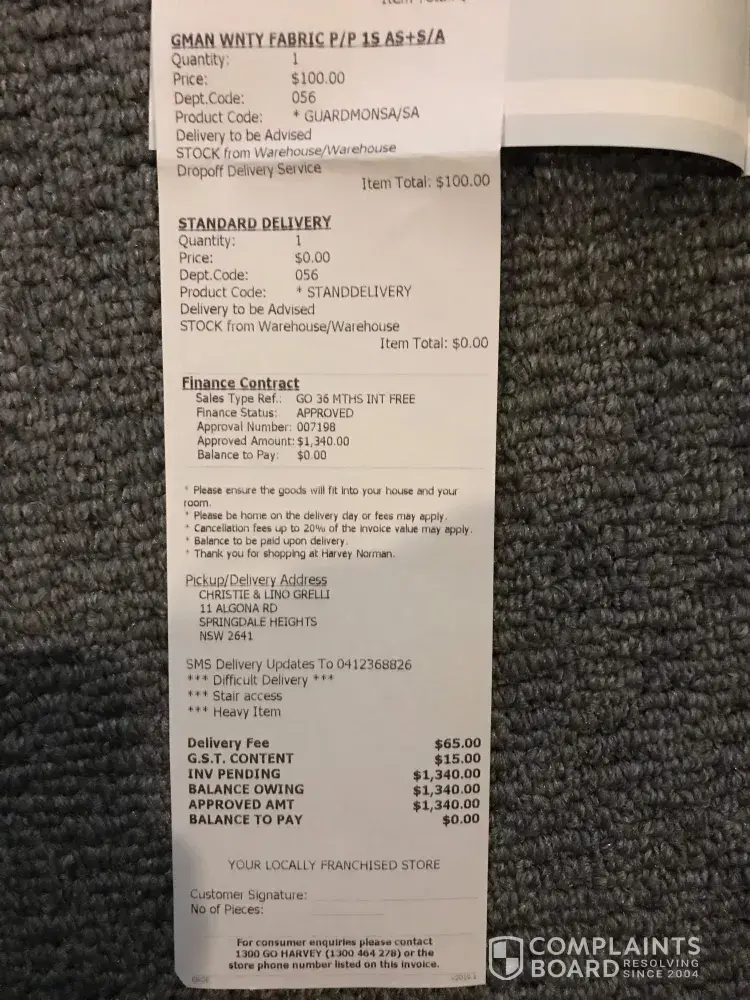 GMAN WNTY FABRIC P/P 1S AS+S/A
Quantity: 1
Price: $100.00
Dept.Code: 056
Product Code: * GUARDMONSA/SA
Delivery to be Advised
STOCK from Warehouse/Warehouse
Dropoff Delivery Service
Item Total: $100.00
STANDARD DELIVERY
Quantity: 1
Price: $0.00
Dept.Code: 056
Product Code: * STANDDELIVERY
Delivery to be Advised
STOCK from Warehouse/Warehouse
Item Total: $0.00
Finance Contract
Sales Type Ref.: GO 36 MTHS INT FREE
Finance Status: APPROVED
Approval Number: 007198
Approved Amount: $1,340.00
Balance to Pay: $0.00
* Please ensure the goods will fit into your house and your
room.
* Please be home on the delivery day or fees may apply.
* Cancellation fees up to 20% of the invoice value may apply.
* Balance to be paid upon delivery.
* Thank you for shopping at Harvey Norman.
Pickup/Delivery Address
CHRISTIE & LINO GRELLI
11 ALGONA RD
SPRINGDALE HEIGHTS
NSW 2641
SMS Delivery Updates To 0412368826
*** Difficult Delivery ***
*** Stair access
*** Heavy Item
Delivery Fee $65.00
G.S.T. CONTENT $15.00
INV PENDING $1,340.00
BALANCE OWING $1,340.00
APPROVED AMT $1,340.00
BALANCE TO PAY $0.00
YOUR LOCALLY FRANCHISED STORE
Customer Signature:
No of Pieces:
For consumer enquiries please contact
1300 GO HARVEY (1300 464 278) or the
store phone number listed on this invoice.
COMPLAINTS
BOARD RESOLVING
SINCE 2004